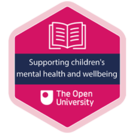 Supporting children's
mental health and wellbeing
The Open
University